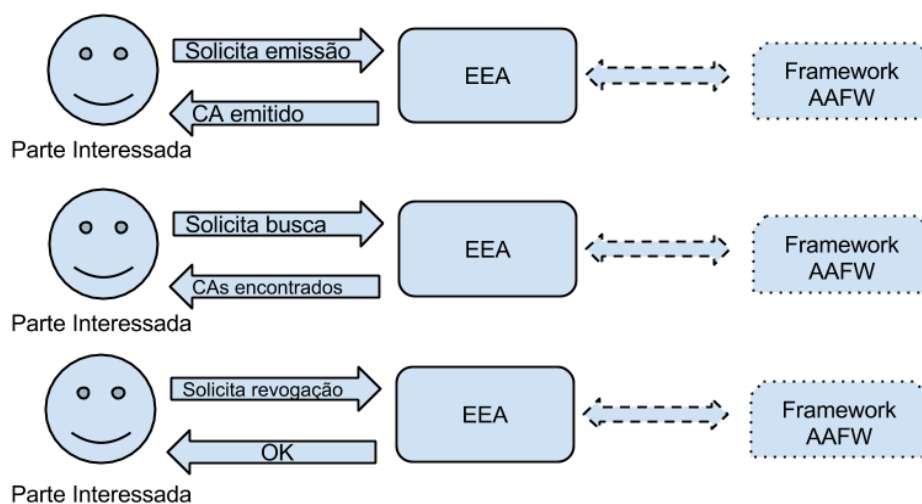 Solicita emissão
EEA
Framework
AAFW
CA emitido
Parte Interessada
Solicita busca
EEA
Framework
AAFW
CAs encontrados
Parte Interessada
Solicita revogação
EEA
Framework
AAFW
OK
Parte Interessada